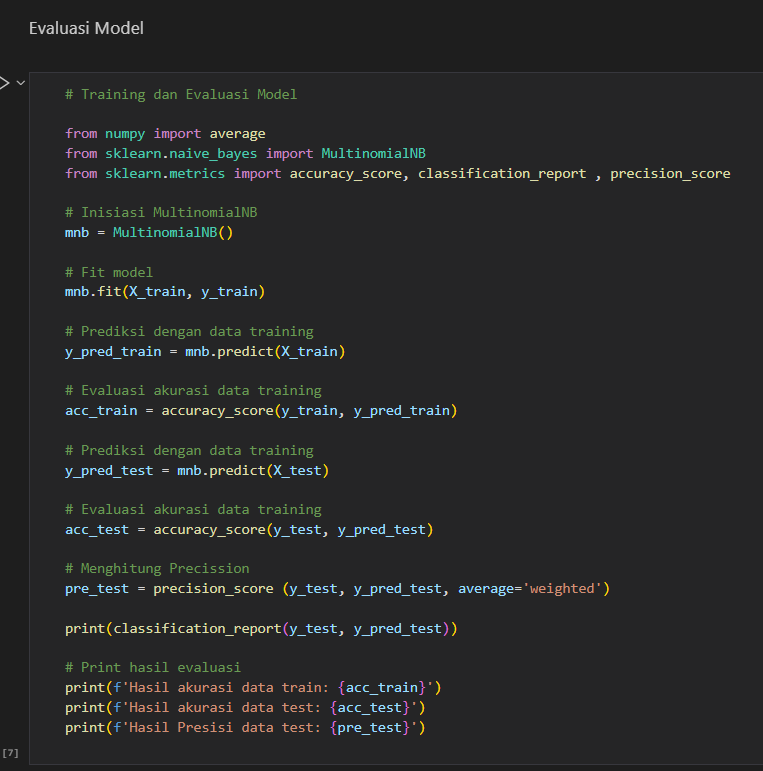 Evaluasi Model
# Training dan Evaluasi Model
from numpy import average
from sklearn.naive_bayes import MultinomialNB
from sklearn.metrics import accuracy_score, classification_report , precision_score
# Inisiasi MultinomialNB
mnb = MultinomialNB()
# Fit model
mnb.fit(X_train, y_train)
# Prediksi dengan data training
y_pred_train = mnb.predict(X_train)
# Evaluasi akurasi data training
acc_train = accuracy_score(y_train, y_pred_train)
# Prediksi dengan data training
y_pred_test = mnb.predict(X_test)
# Evaluasi akurasi data training
acc_test = accuracy_score(y_test, y_pred_test)
# Menghitung Precission
pre_test = precision_score (y_test, y_pred_test, average='weighted')
print(classification_report(y_test, y_pred_test))
# Print hasil evaluasi
print(f'Hasil akurasi data train: {acc_train}')
print(f'Hasil akurasi data test: {acc_test}')
print(f'Hasil Presisi data test: {pre_test}')
[7]